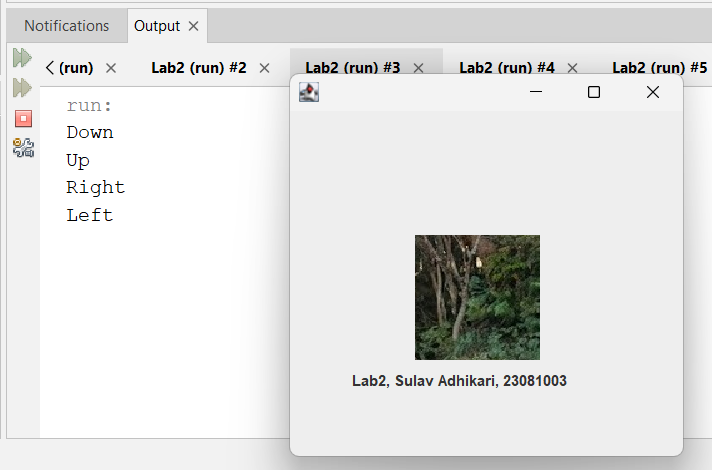 Notifications Output
(run) Lab2 (run) #2 Lab2 (run) #3 Lab2 (run) #4 Lab2 (run) #5
run:
Down
Up
Right
Left
Lab2, Sulav Adhikari, 23081003